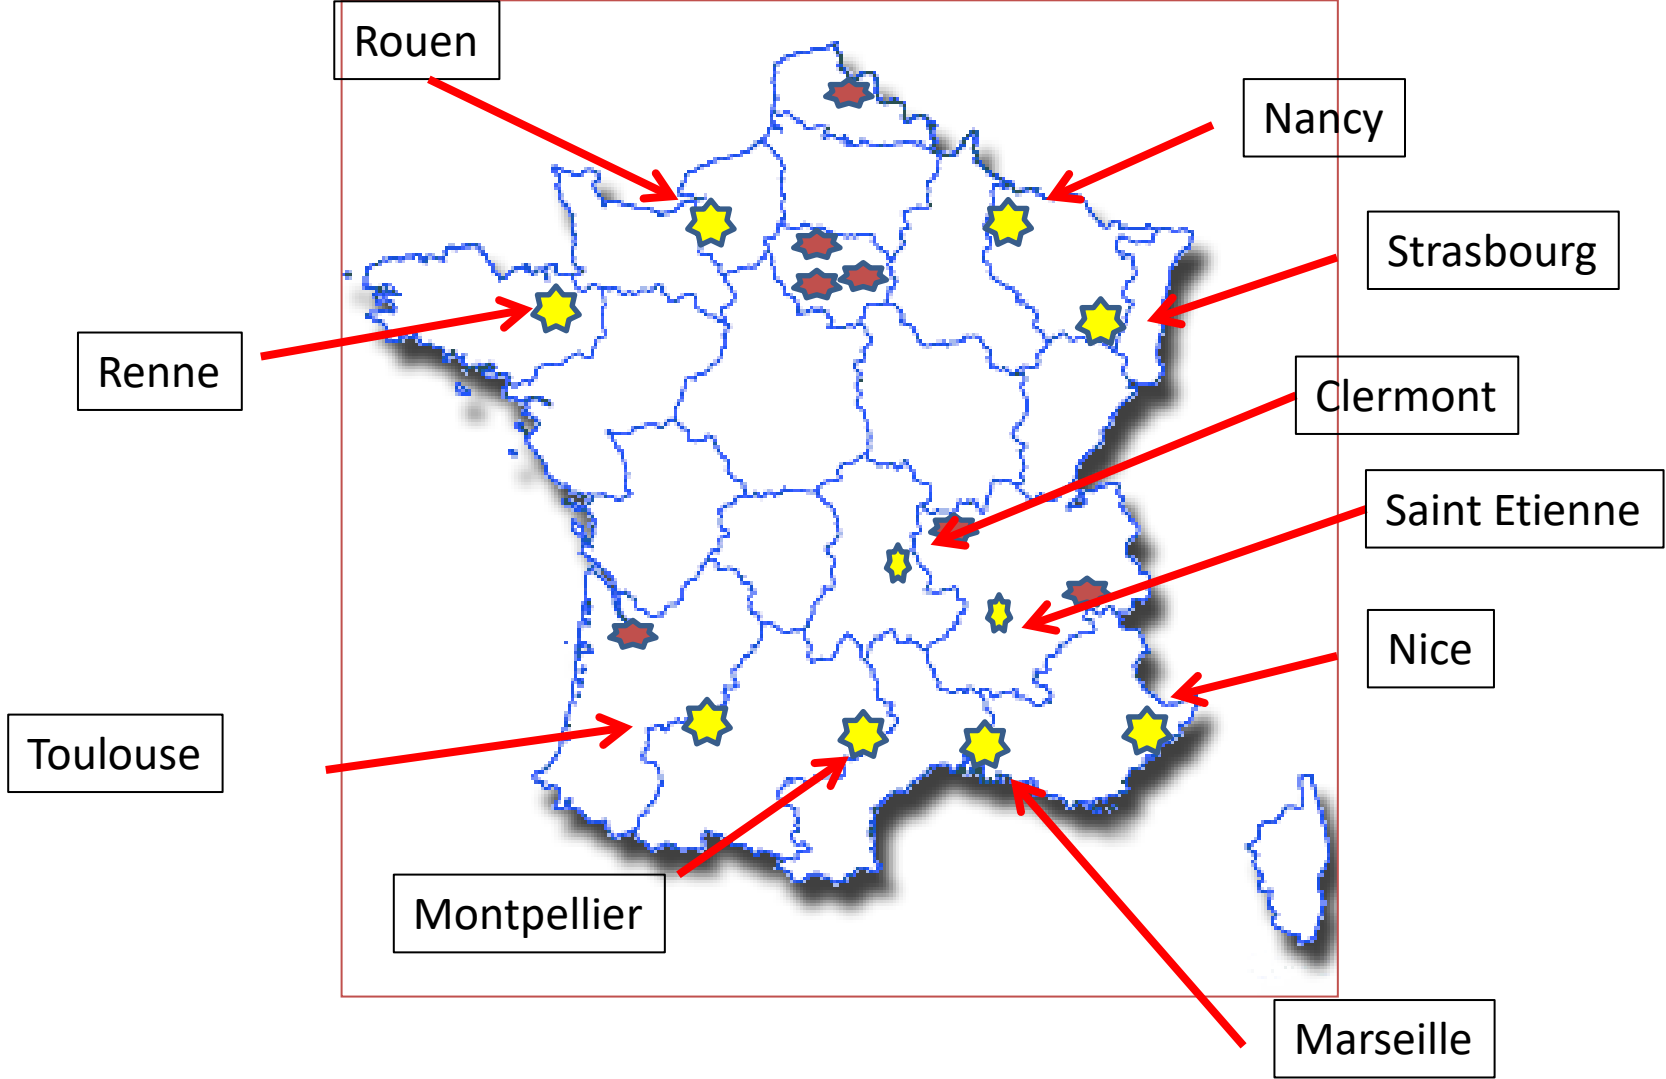 Rouen
Nancy
Strasbourg
Renne
Clermont
Saint Etienne
Nice
Toulouse
Montpellier
Marseille